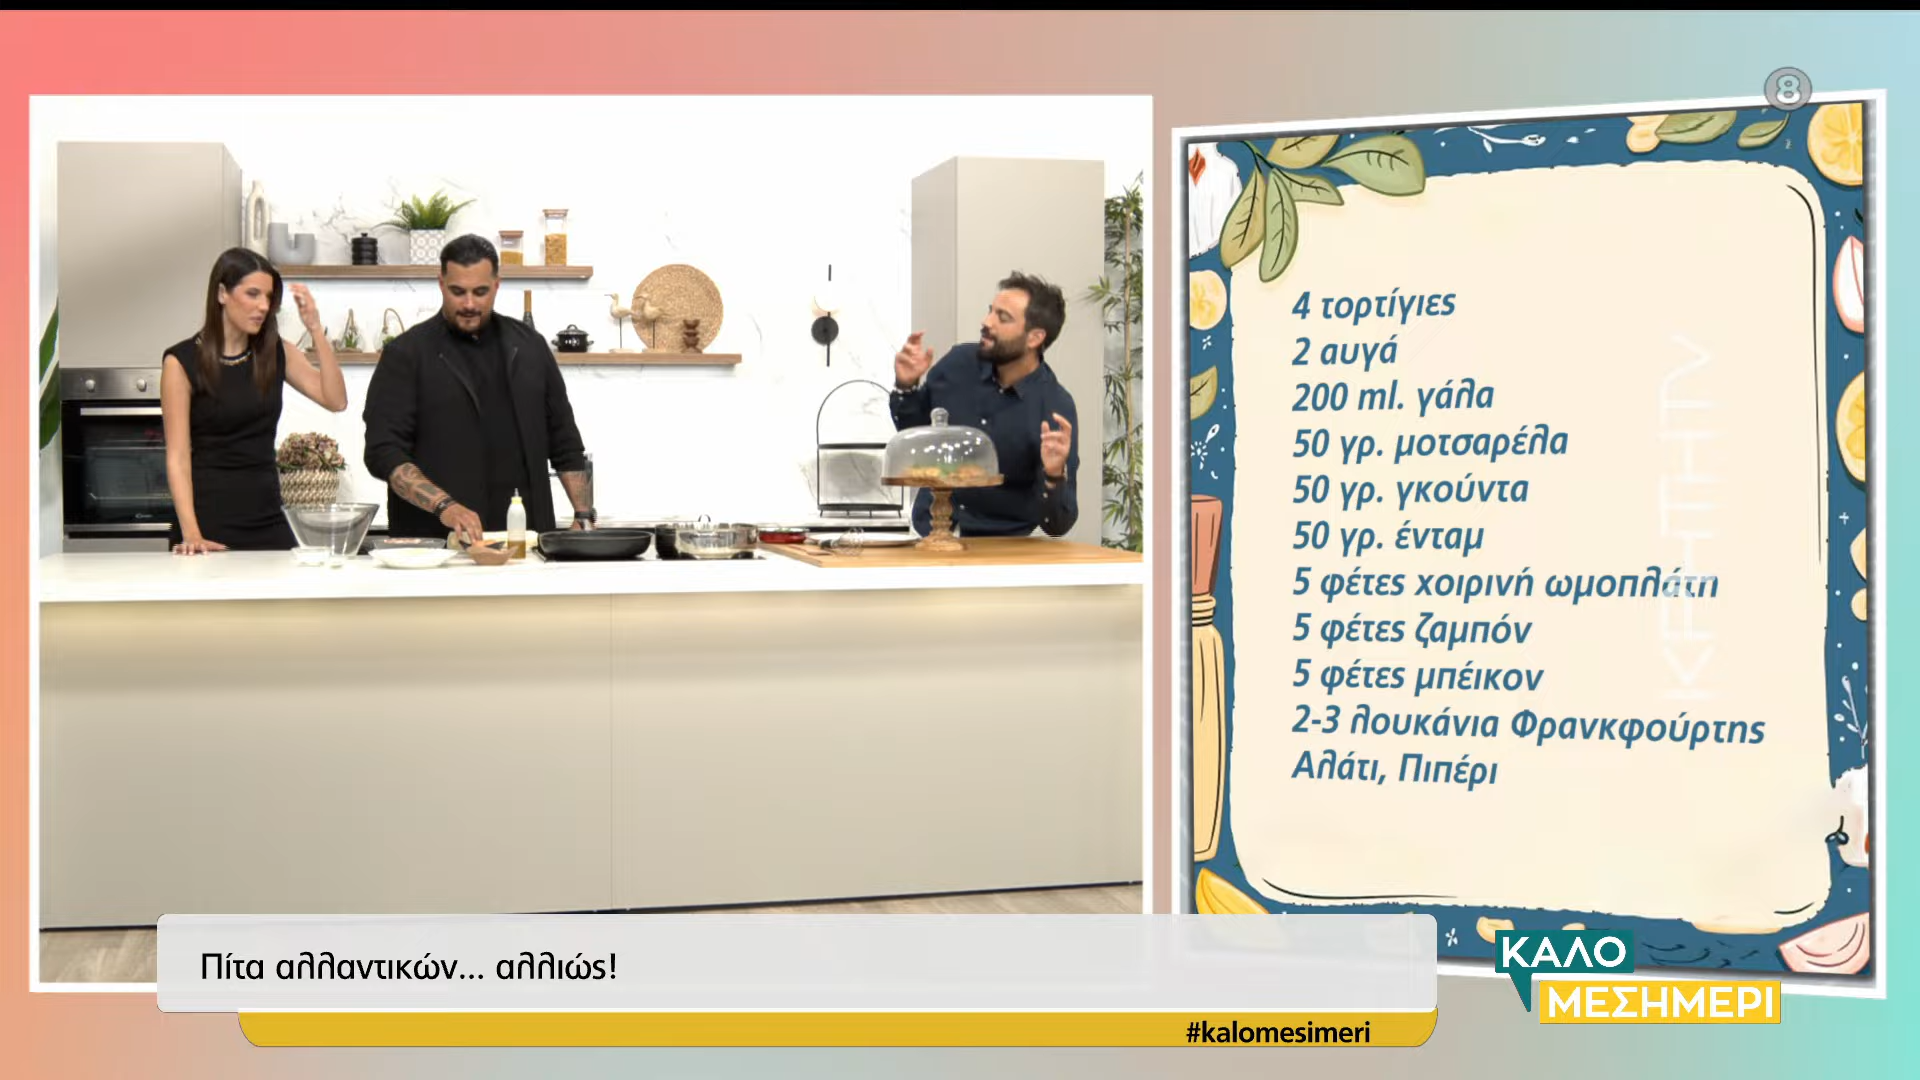 8
4 τορτίγιες
2 αυγά
200 ml. γάλα
50 γρ. μοτσαρέλα
50 γρ. γκούντα
50 γρ. ένταμ
5 φέτες χοιρινή ωμοπλάτη
5 φέτες ζαμπόν
5 φέτες μπέικον
2-3 λουκάνια Φρανκφούρτης
Αλάτι, Πιπέρι
ΚΡΗΤΗ TV
Πίτα αλλαντικών... αλλιώς!
#kalomesimeri
ΚΑΛΟ
ΜΕΣΗΜΕΡΙ